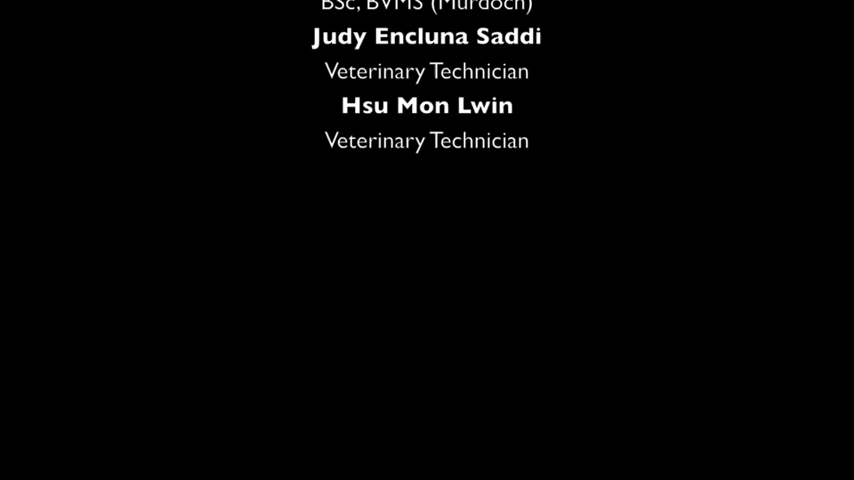 BSc, BVMS (Murdoch)
Judy Encluna Saddi
Veterinary Technician
Hsu Mon Lwin
Veterinary Technician